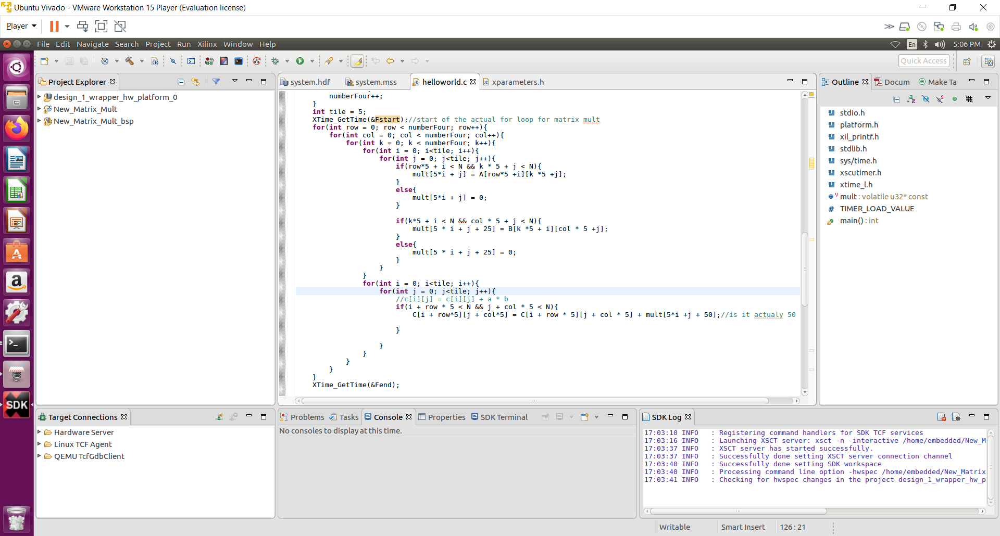 Ubuntu Vivado - VMware Workstation 15 Player (Evaluation license)
Player
File Edit Navigate Search Project Run Xilinx Window Help
En
5:06 PM
Quick Access
Project Explorer
design_1_wrapper_hw_platform_0
New_Matrix_Mult
New_Matrix_Mult_bsp
system.hdf system.mss helloworld.c xparameters.h
numberFour++;
}
int tile = 5;
XTime_GetTime(&Fstart);//start of the actual for loop for matrix mult
for(int row = 0; row < numberFour; row++){
for(int col = 0; col < numberFour; col++){
for(int k = 0; k < numberFour; k++){
for(int i = 0; i<tile; i++){
for(int j = 0; j<tile; j++){
if(row*5 + i < N && k * 5 + j < N){
mult[5*i + j] = A[row*5 +i][k *5 +j];
}
else{
mult[5*i + j] = 0;
}
if(k*5 + i < N && col * 5 + j < N){
mult[5 * i + j + 25] = B[k *5 + i][col * 5 +j];
}
else{
mult[5 * i + j + 25] = 0;
}
}
}
for(int i = 0; i<tile; i++){
for(int j = 0; j<tile; j++){
//c[i][j] = c[i][j] + a * b
if(i + row * 5 < N && j + col * 5 < N){
C[i + row*5][j + col*5] = C[i + row * 5][j + col * 5] + mult[5*i +j + 50];//is it actualy 50
}
}
}
}
}
}
XTime_GetTime(&Fend);
Outline Docum Make Ta
stdio.h
platform.h
xil_printf.h
stdlib.h
sys/time.h
xscutimer.h
xtime_l.h
mult : volatile u32* const
TIMER_LOAD_VALUE
main() : int
Target Connections
Hardware Server
Linux TCF Agent
QEMU TcfGdbClient
Problems Tasks Console Properties SDK Terminal
No consoles to display at this time.
SDK Log
17:03:10 INFO : Registering command handlers for SDK TCF services
17:03:16 INFO : Launching XSCT server: xsct -n -interactive /home/embedded/New_M
17:03:37 INFO : XSCT server has started successfully.
17:03:37 INFO : Successfully done setting XSCT server connection channel
17:03:40 INFO : Successfully done setting SDK workspace
17:03:40 INFO : Processing command line option -hwspec /home/embedded/New_Matrix
17:03:41 INFO : Checking for hwspec changes in the project design_1_wrapper_hw_p
SDK
Writable Smart Insert 126 : 21